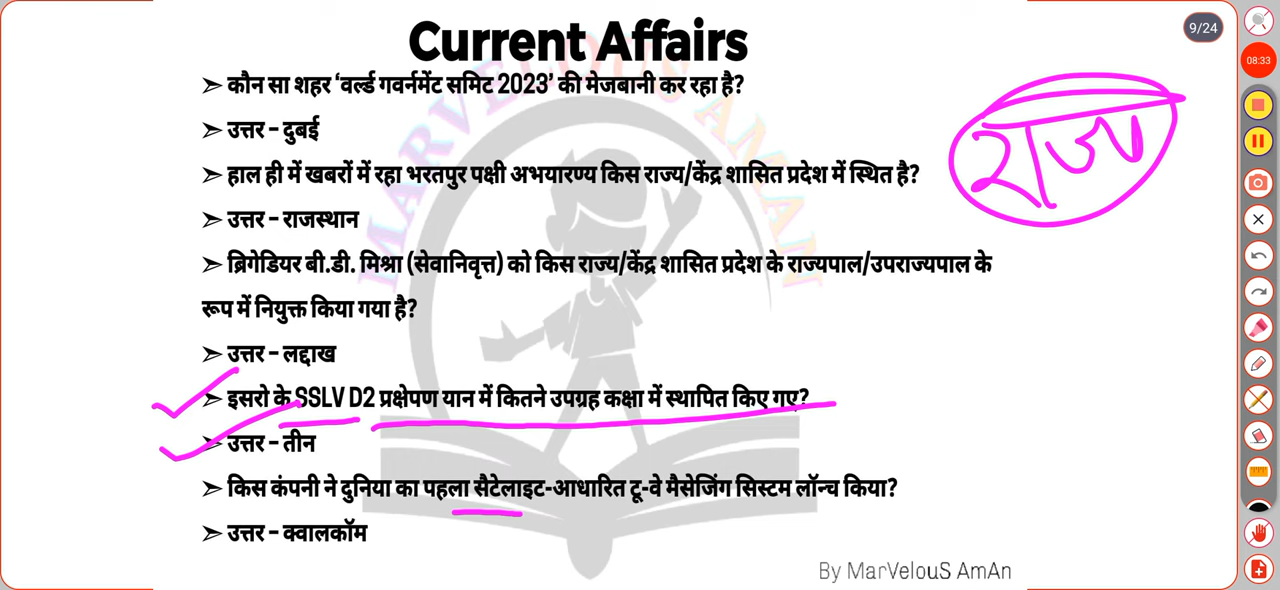 Current Affairs
9/24
08:33
➣ कौन सा शहर ‘वर्ल्ड गवर्नमेंट समिट 2023’ की मेजबानी कर रहा है?
➣ उत्तर – दुबई
राज्य
➣ हाल ही में खबरों में रहा भरतपुर पक्षी अभयारण्य किस राज्य/केंद्र शासित प्रदेश में स्थित है?
➣ उत्तर – राजस्थान
➣ ब्रिगेडियर बी.डी. मिश्रा (सेवानिवृत्त) को किस राज्य/केंद्र शासित प्रदेश के राज्यपाल/उपराज्यपाल के
रूप में नियुक्त किया गया है?
➣ उत्तर – लद्दाख
➣ इसरो के SSLV D2 प्रक्षेपण यान में कितने उपग्रह कक्षा में स्थापित किए गए?
➣ उत्तर – तीन
➣ किस कंपनी ने दुनिया का पहला सैटेलाइट-आधारित टू-वे मैसेजिंग सिस्टम लॉन्च किया?
➣ उत्तर – क्वालकॉम
By MarVelouS AmAn
MARVELOUS AMAN